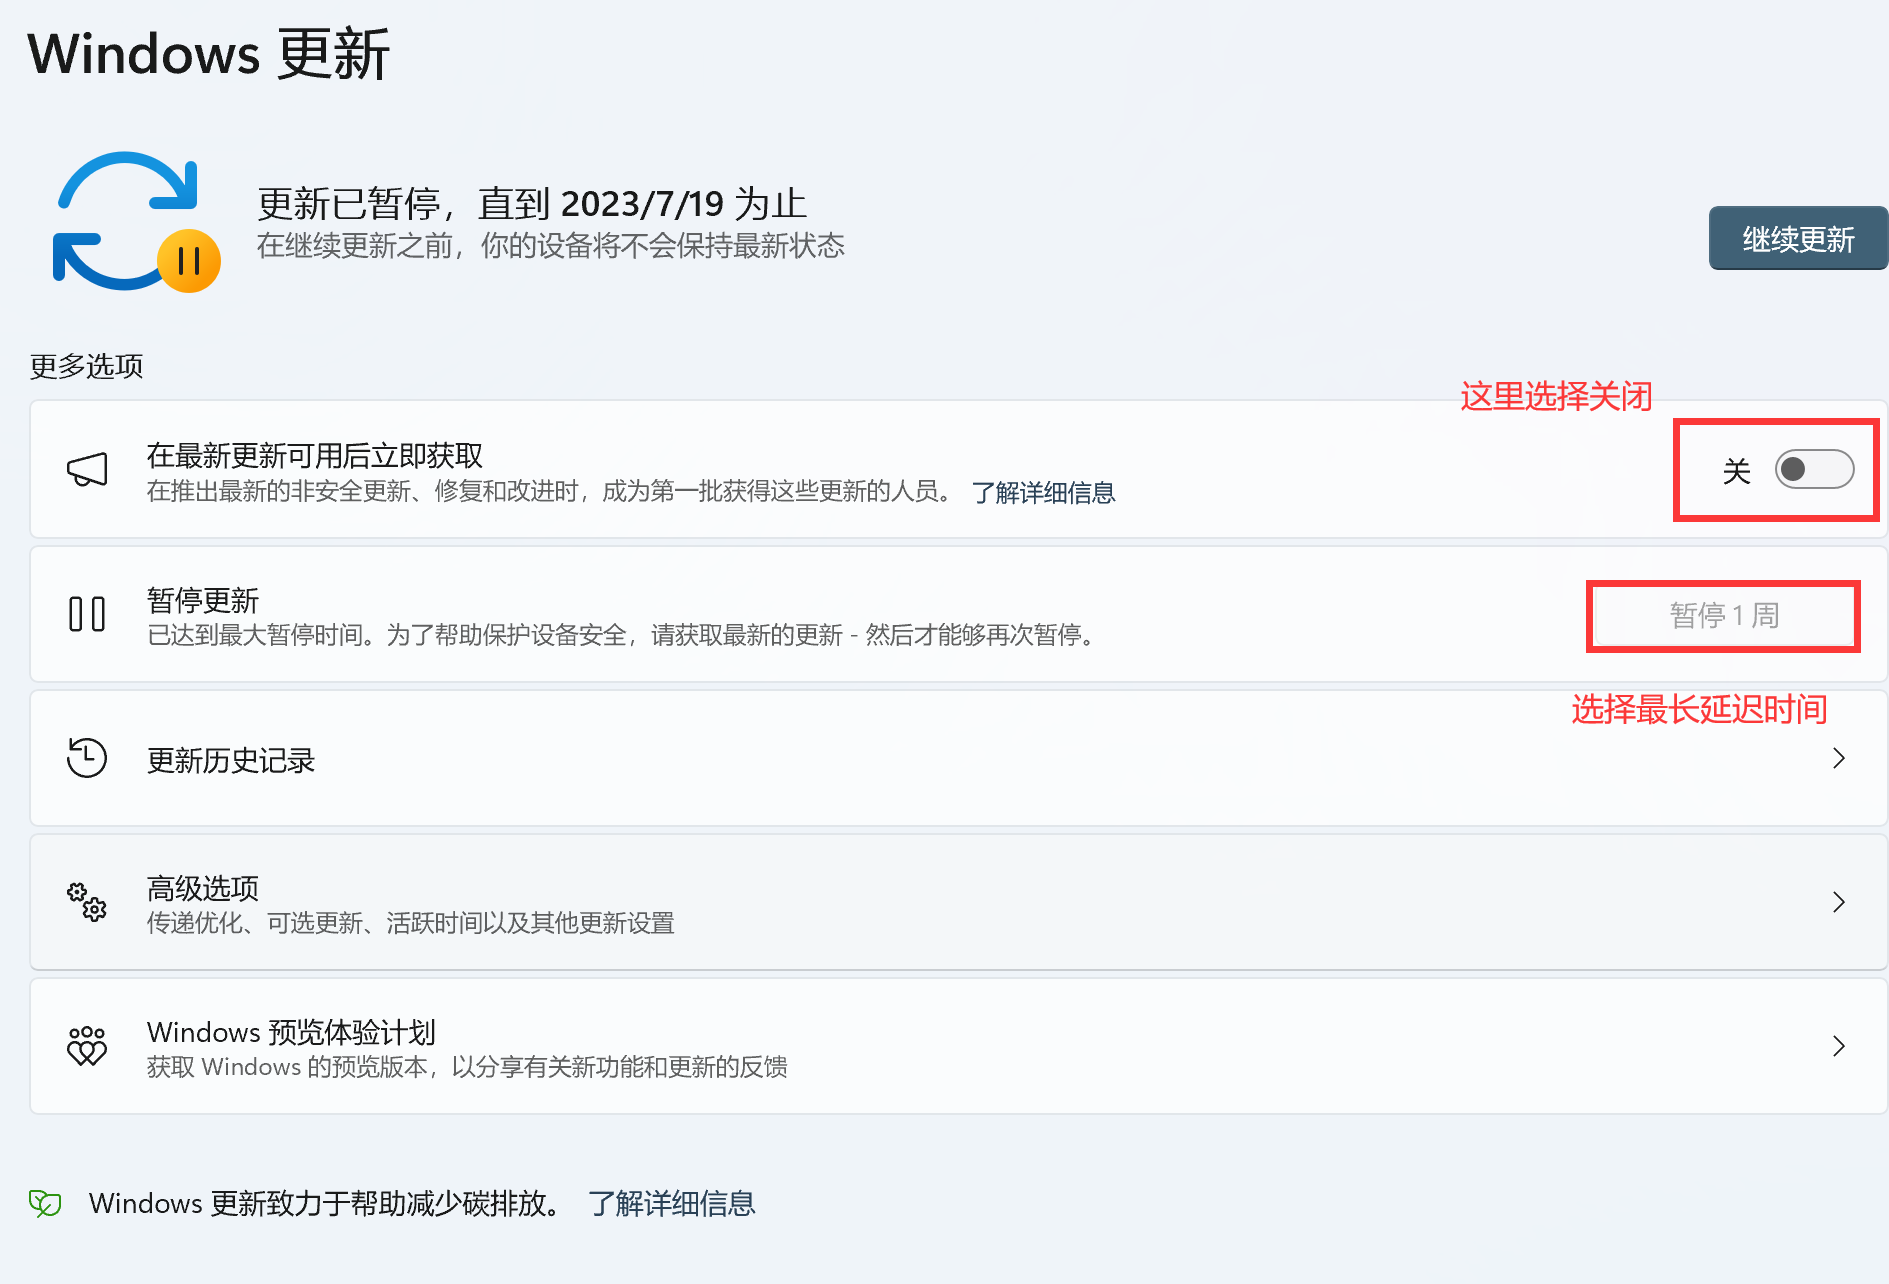 Windows 更新
更新已暂停，直到 2023/7/19 为止
在继续更新之前，你的设备将不会保持最新状态
继续更新
更多选项
这里选择关闭
在最新更新可用后立即获取
在推出最新的非安全更新、修复和改进时，成为第一批获得这些更新的人员。 了解详细信息
关
暂停更新
已达到最大暂停时间。为了帮助保护设备安全，请获取最新的更新 - 然后才能够再次暂停。
暂停 1 周
选择最长延迟时间
更新历史记录
高级选项
传递优化、可选更新、活跃时间以及其他更新设置
Windows 预览体验计划
获取 Windows 的预览版本，以分享有关新功能和更新的反馈
Windows 更新致力于帮助减少碳排放。 了解详细信息